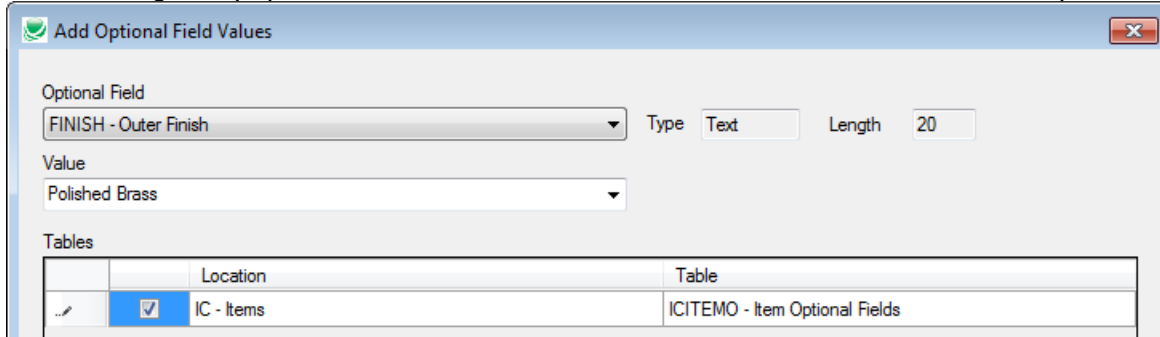 Add Optional Field Values
Optional Field
FINISH - Outer Finish Type Text Length 20
Value
Polished Brass
Tables
Location Table
IC - Items ICITEMO - Item Optional Fields